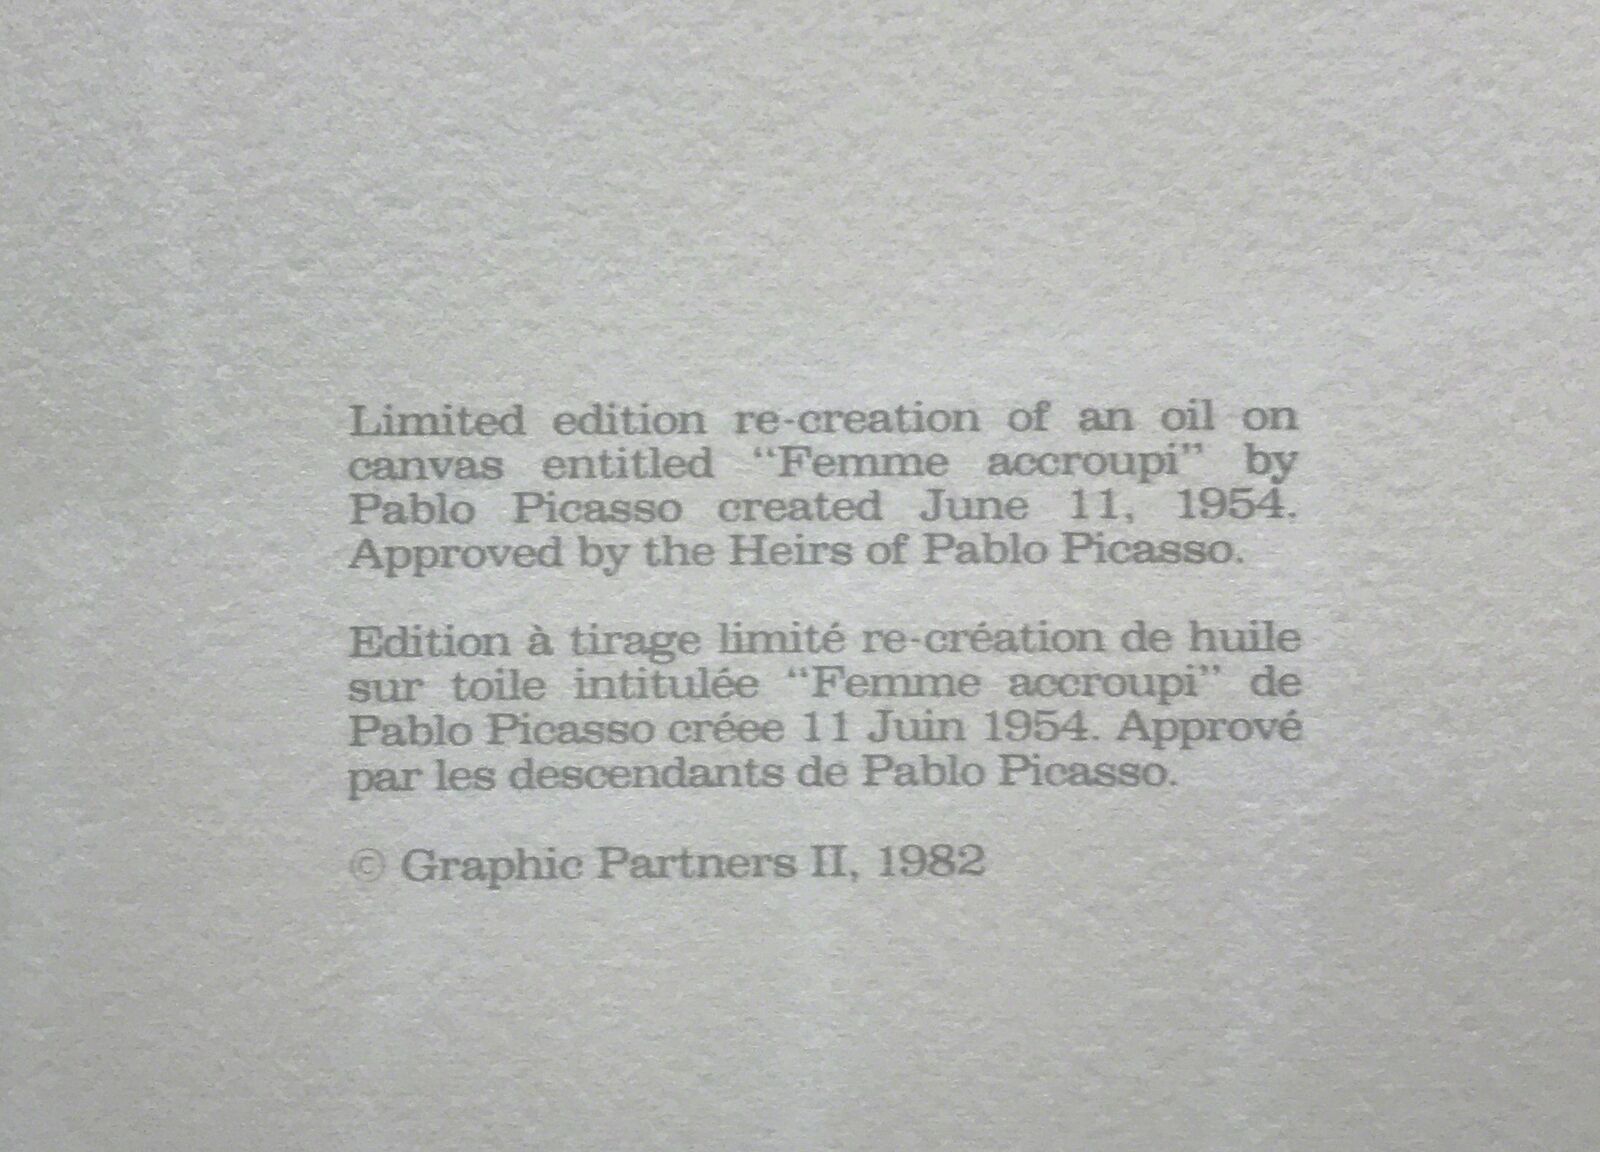 Limited edition re-creation of an oil on
canvas entitled “Femme accroupi” by
Pablo Picasso created June 11, 1954.
Approved by the Heirs of Pablo Picasso.
Edition à tirage limité re-création de huile
sur toile intitulée “Femme accroupi” de
Pablo Picasso créee 11 Juin 1954. Apprové
par les descendants de Pablo Picasso.
© Graphic Partners II, 1982